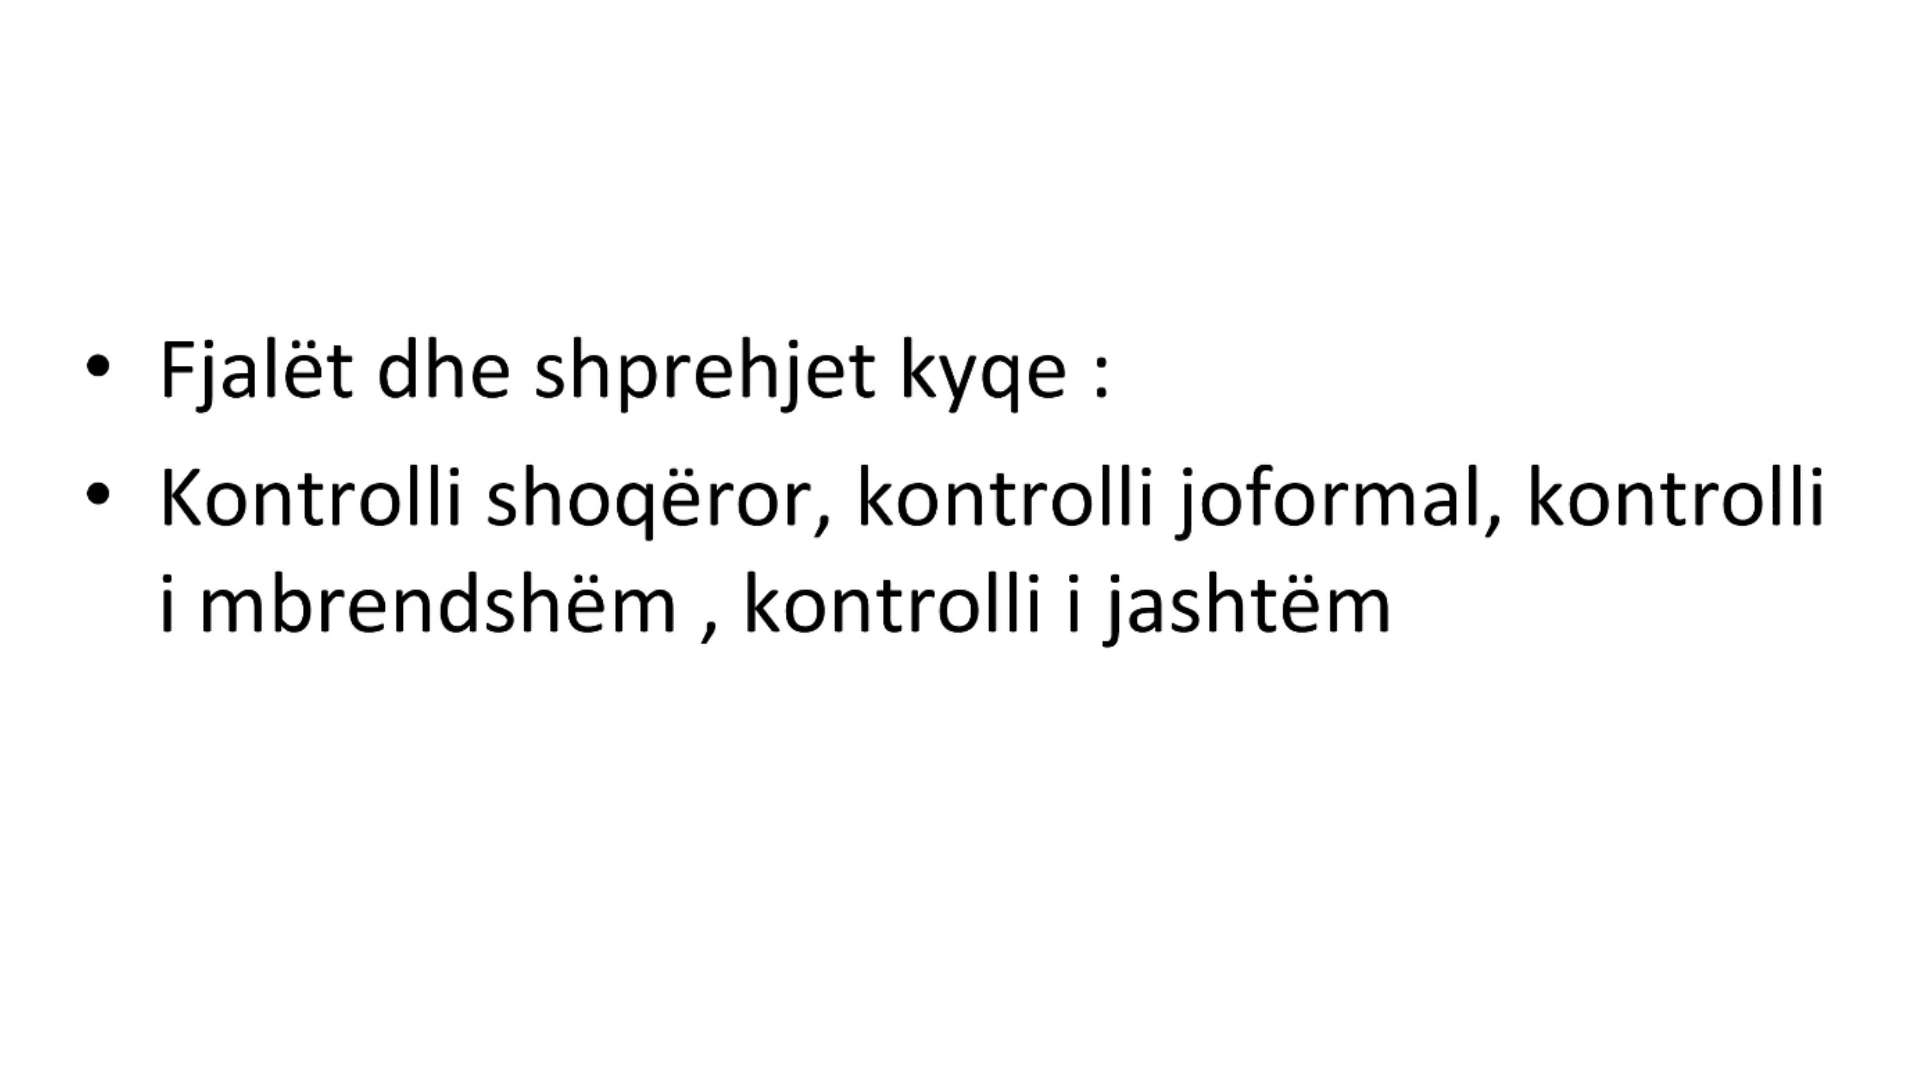 • Fjalët dhe shprehjet kyqe :
• Kontrolli shoqëror, kontrolli joformal, kontrolli
i mbrendshëm , kontrolli i jashtëm